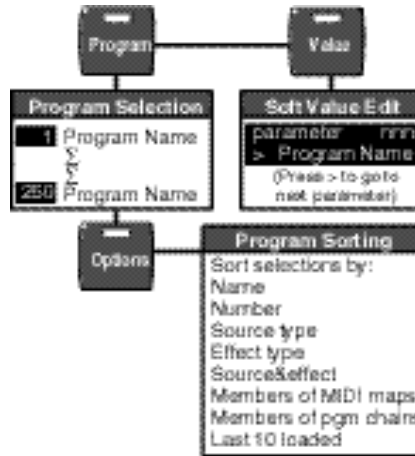 Program
Value
Program Selection
1 Program Name
250 Program Name
Soft Value Edit
parameter nnn
> Program Name
(Press > to go to
next parameter)
Options
Program Sorting
Sort selections by:
Name
Number
Source type
Effect type
Source&effect
Members of MIDI maps
Members of pgm chains
Last 10 loaded